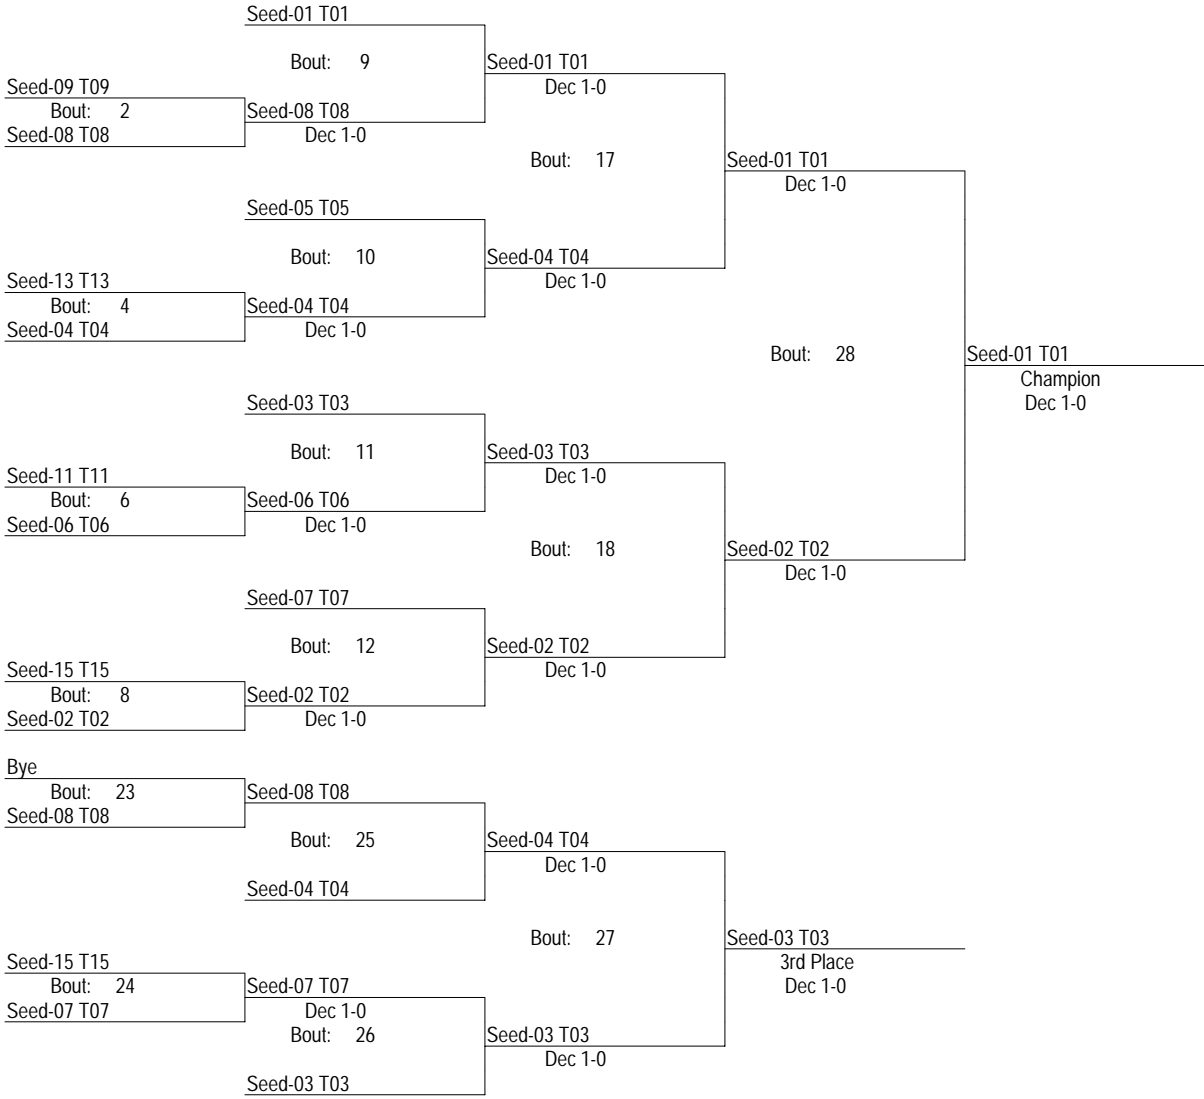 Seed-01 T01
Bout: 9
Seed-01 T01
Dec 1-0
Seed-09 T09
Bout: 2
Seed-08 T08
Seed-08 T08
Dec 1-0
Bout: 17
Seed-01 T01
Dec 1-0
Seed-05 T05
Bout: 10
Seed-04 T04
Dec 1-0
Seed-13 T13
Bout: 4
Seed-04 T04
Seed-04 T04
Dec 1-0
Bout: 28
Seed-01 T01
Champion
Dec 1-0
Seed-03 T03
Bout: 11
Seed-03 T03
Dec 1-0
Seed-11 T11
Bout: 6
Seed-06 T06
Seed-06 T06
Dec 1-0
Bout: 18
Seed-02 T02
Dec 1-0
Seed-07 T07
Bout: 12
Seed-02 T02
Dec 1-0
Seed-15 T15
Bout: 8
Seed-02 T02
Seed-02 T02
Dec 1-0
Bye
Bout: 23
Seed-08 T08
Seed-08 T08
Bout: 25
Seed-04 T04
Dec 1-0
Seed-04 T04
Bout: 27
Seed-03 T03
3rd Place
Dec 1-0
Seed-15 T15
Bout: 24
Seed-07 T07
Seed-07 T07
Dec 1-0
Bout: 26
Seed-03 T03
Dec 1-0
Seed-03 T03